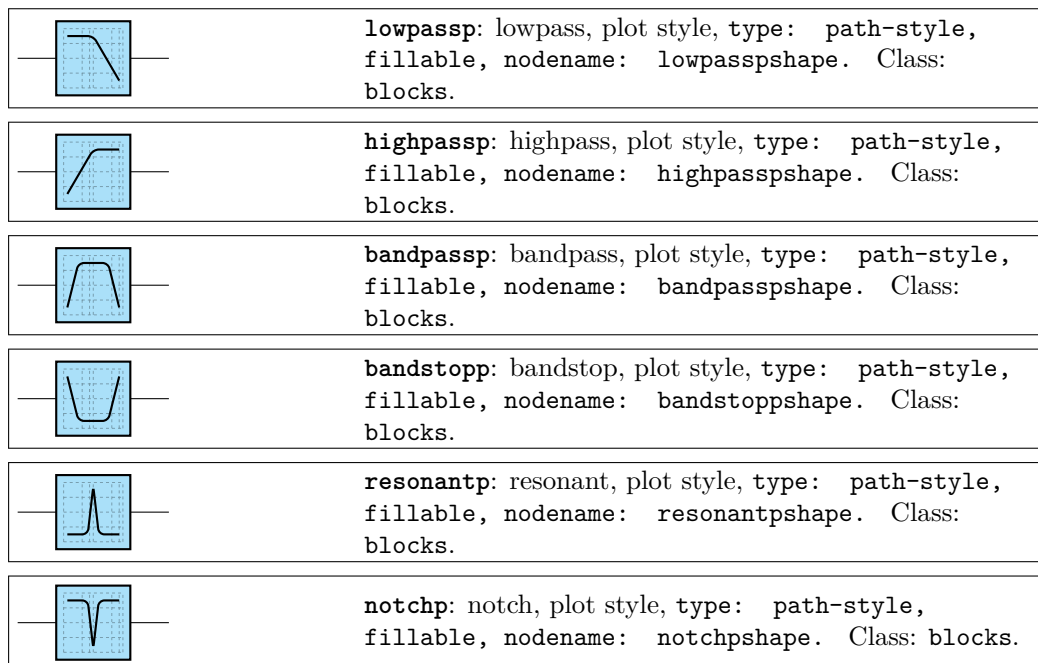 lowpassp: lowpass, plot style, type: path-style,
fillable, nodename: lowpasspshape. Class:
blocks.
highpassp: highpass, plot style, type: path-style,
fillable, nodename: highpasspshape. Class:
blocks.
bandpassp: bandpass, plot style, type: path-style,
fillable, nodename: bandpasspshape. Class:
blocks.
bandstopp: bandstop, plot style, type: path-style,
fillable, nodename: bandstoppshape. Class:
blocks.
resonantp: resonant, plot style, type: path-style,
fillable, nodename: resonantpshape. Class:
blocks.
notchp: notch, plot style, type: path-style,
fillable, nodename: notchpshape. Class: blocks.